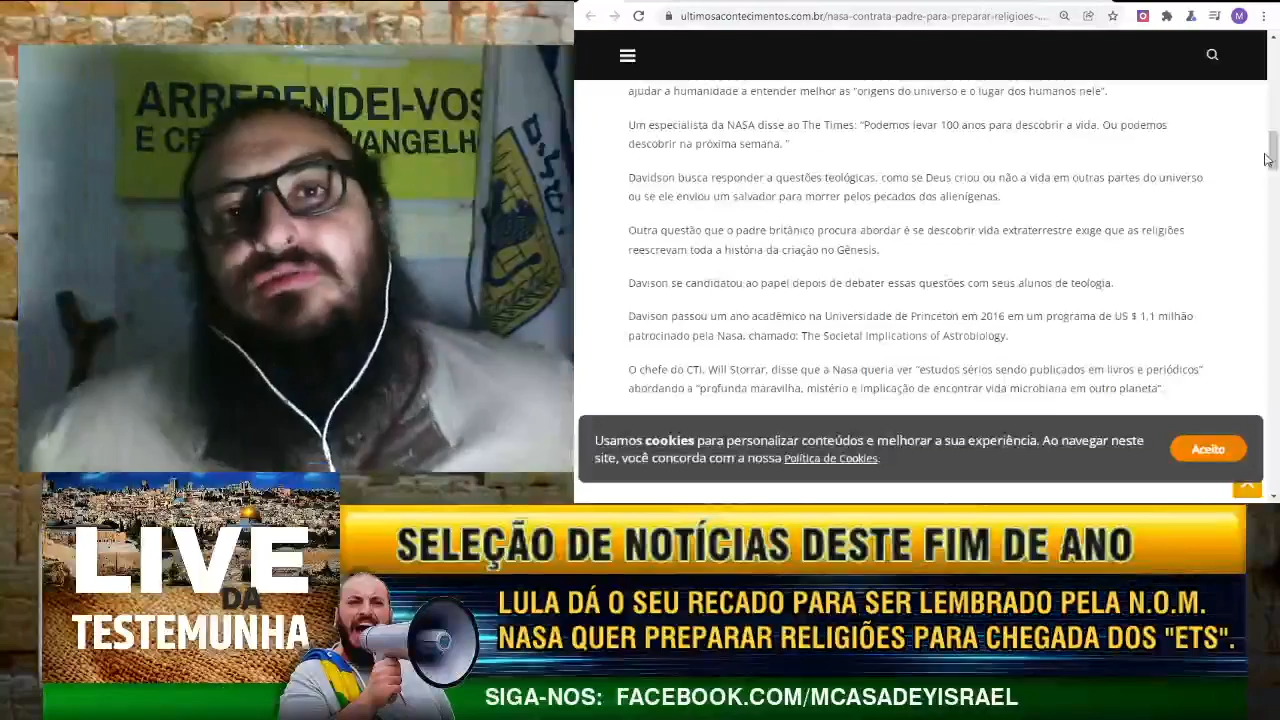 ultimosacontecimentos.com.br/nasa-contrata-padre-para-preparar-religioes-...
M
ajudar a humanidade a entender melhor as "origens do universo e o lugar dos humanos nele".
Um especialista da NASA disse ao The Times: "Podemos levar 100 anos para descobrir a vida. Ou podemos
descobrir na próxima semana. "
Davidson busca responder a questões teológicas, como se Deus criou ou não a vida em outras partes do universo
ou se ele enviou um salvador para morrer pelos pecados dos alienígenas.
Outra questão que o padre britânico procura abordar é se descobrir vida extraterrestre exige que as religiões
reescrevam toda a história da criação no Gênesis.
Davison se candidatou ao papel depois de debater essas questões com seus alunos de teologia.
Davison passou um ano acadêmico na Universidade de Princeton em 2016 em um programa de US $ 1,1 milhão
patrocinado pela Nasa, chamado: The Societal Implications of Astrobiology.
O chefe do CTI, Will Storrar, disse que a Nasa queria ver "estudos sérios sendo publicados em livros e periódicos"
abordando a "profunda maravilha, mistério e implicação de encontrar vida microbiana em outro planeta".
Usamos cookies para personalizar conteúdos e melhorar a sua experiência. Ao navegar neste
site, você concorda com a nossa Política de Cookies.
Aceito
ARREPENDEI-VOS
E VANGELH
LIVE
DA
TESTEMUNHA
SELEÇÃO DE NOTÍCIAS DESTE FIM DE ANO
LULA DÁ O SEU RECADO PARA SER LEMBRADO PELA N.O.M.
NASA QUER PREPARAR RELIGIÕES PARA CHEGADA DOS "ETS".
SIGA-NOS: FACEBOOK.COM/MCASADEYISRAEL